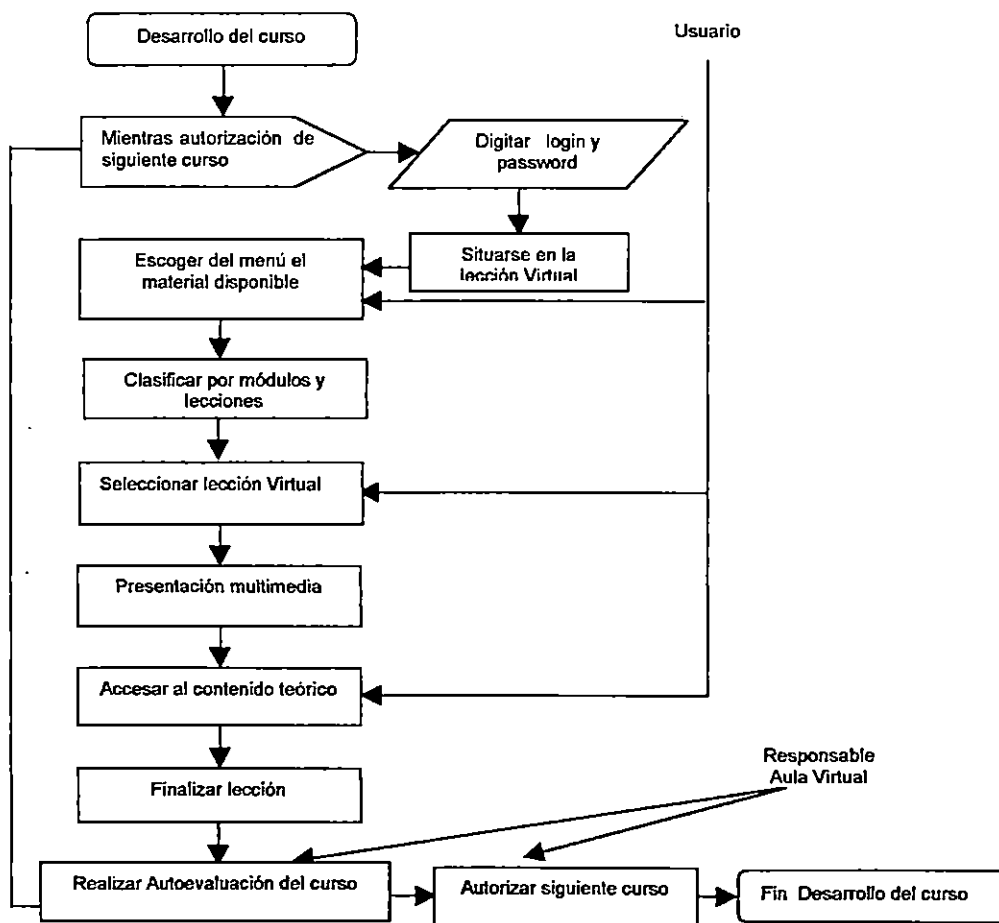 Desarrollo del curso
Usuario
Mientras autorización de
siguiente curso
Digitar login y
password
Situarse en la
lección Virtual
Escoger del menú el
material disponible
Clasificar por módulos y
lecciones
Seleccionar lección Virtual
Presentación multimedia
Accesar al contenido teórico
Finalizar lección
Responsable
Aula Virtual
Realizar Autoevaluación del curso
Autorizar siguiente curso
Fin Desarrollo del curso